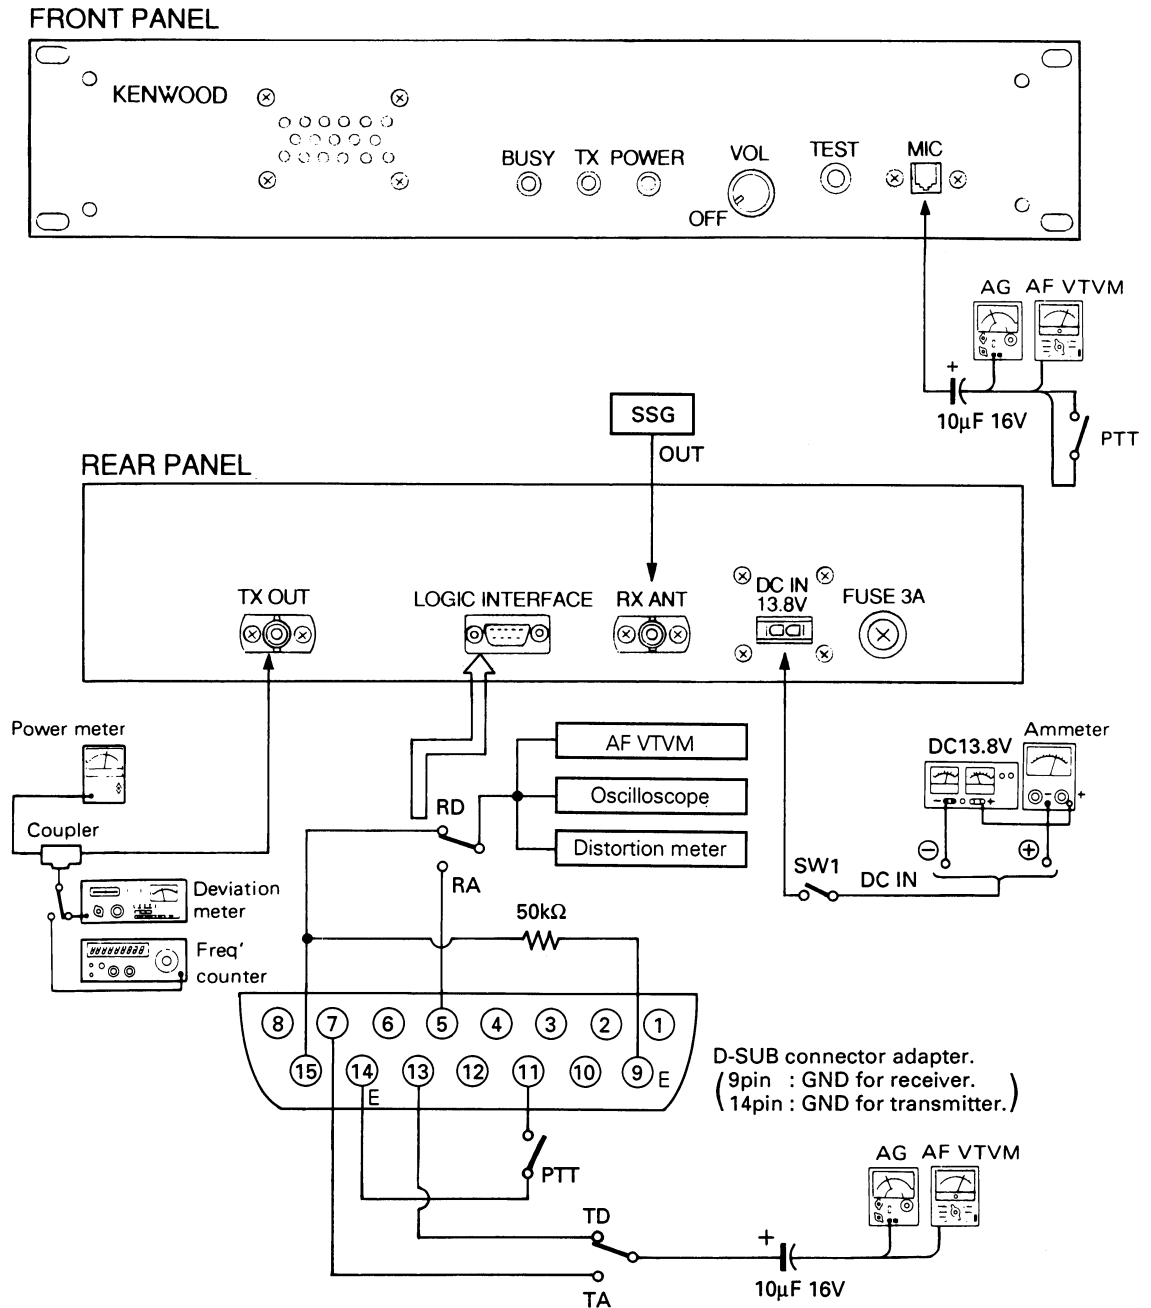 FRONT PANEL
KENWOOD
BUSY TX POWER VOL TEST MIC
OFF
AG AF VTVM
+
10µF 16V
PTT
SSG
OUT
REAR PANEL
TX OUT
LOGIC INTERFACE
RX ANT
DC IN
13.8V
FUSE 3A
Power meter
Coupler
Deviation
meter
Freq'
counter
AF VTVM
Oscilloscope
Distortion meter
RD
RA
DC13.8V
Ammeter
− +
− +
⊖ ⊕
SW1
DC IN
50kΩ
8 7 6 5 4 3 2 1
15 14 13 12 11 10 9 E
E
D-SUB connector adapter.
(9pin : GND for receiver.
14pin : GND for transmitter.)
PTT
TD
TA
AG AF VTVM
+
10µF 16V